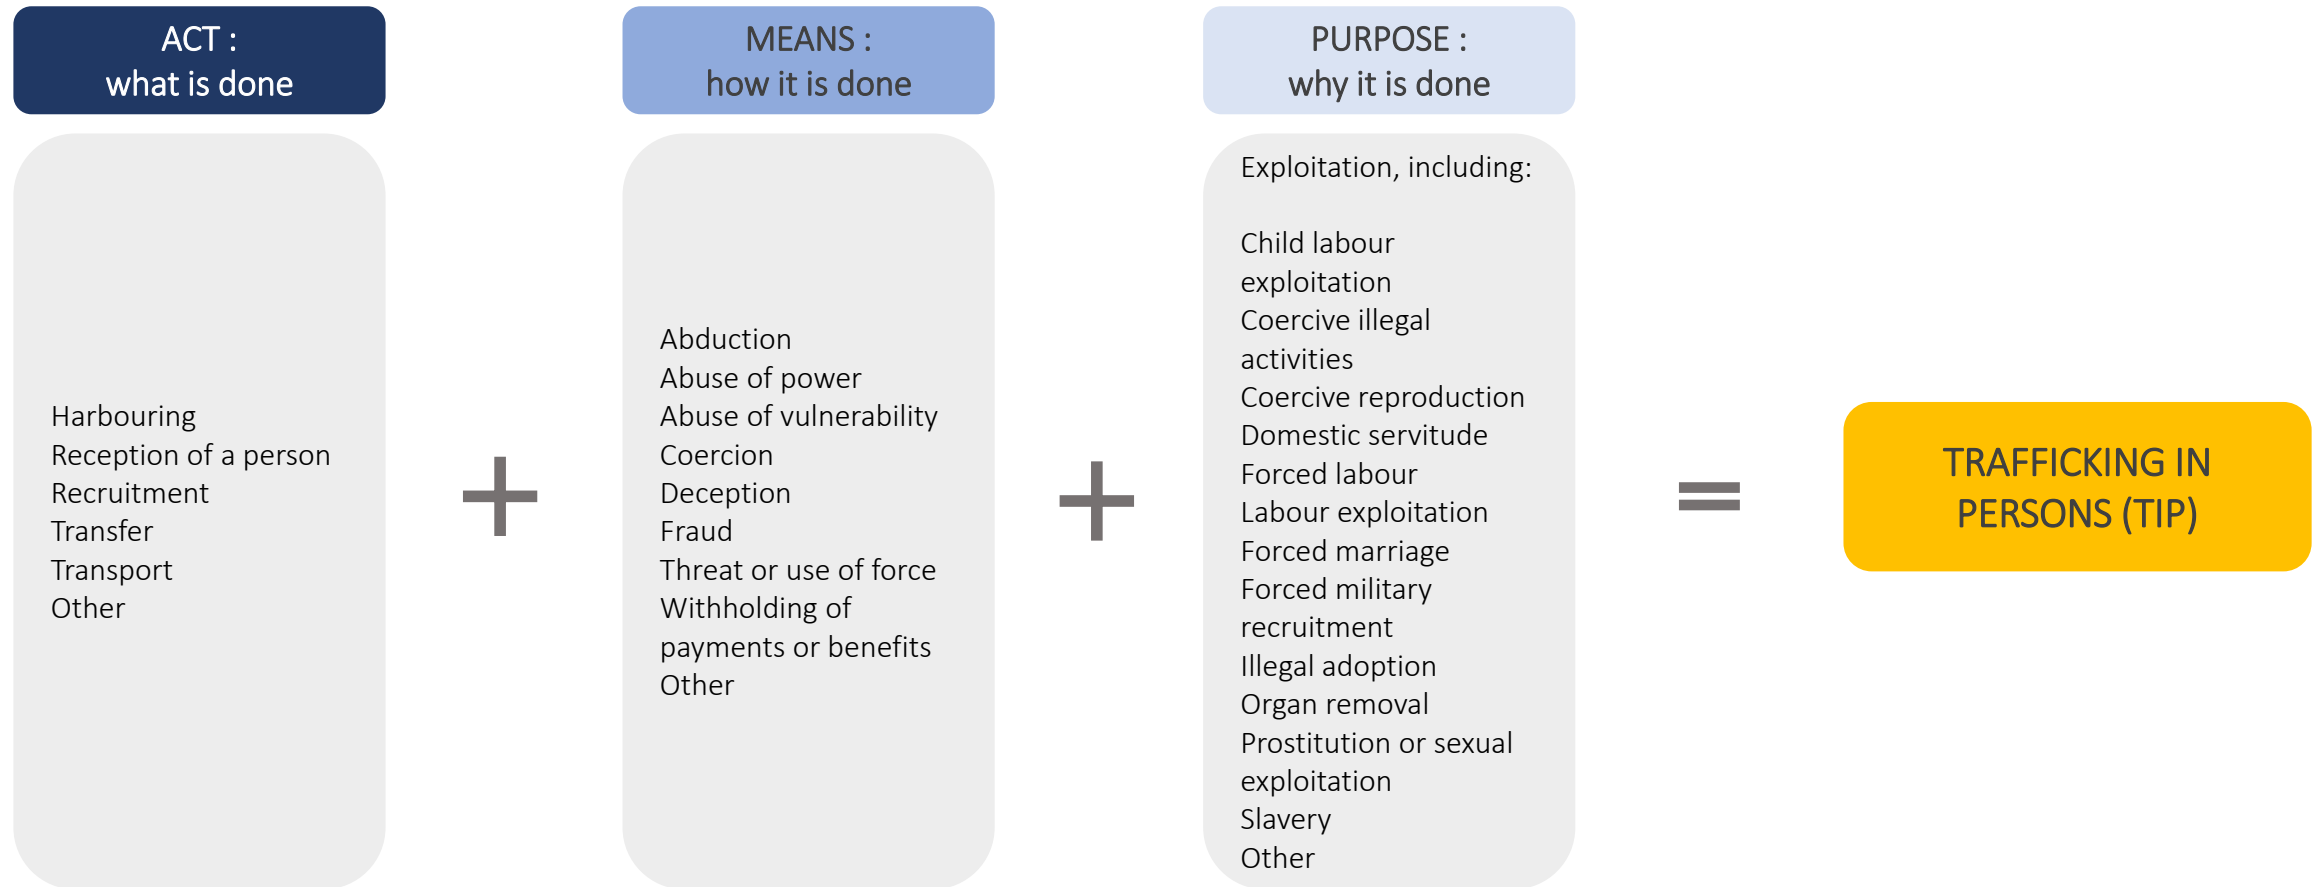 ACT :
what is done
Harbouring
Reception of a person
Recruitment
Transfer
Transport
Other
MEANS :
how it is done
Abduction
Abuse of power
Abuse of vulnerability
Coercion
Deception
Fraud
Threat or use of force
Withholding of
payments or benefits
Other
PURPOSE :
why it is done
Exploitation, including:
Child labour
exploitation
Coercive illegal
activities
Coercive reproduction
Domestic servitude
Forced labour
Labour exploitation
Forced marriage
Forced military
recruitment
Illegal adoption
Organ removal
Prostitution or sexual
exploitation
Slavery
Other
TRAFFICKING IN
PERSONS (TIP)